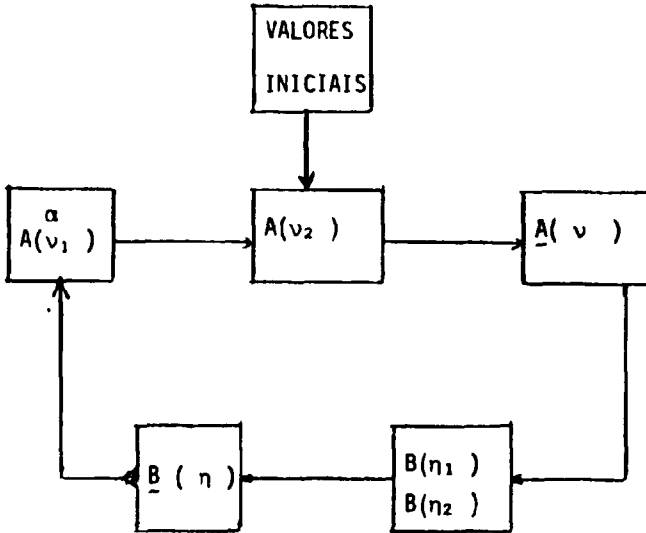 VALORES
INICIAIS
α
A(ν₁ )
A(ν₂ )
A̲( ν )
B̲ ( η )
B(η₁ )
B(η₂ )